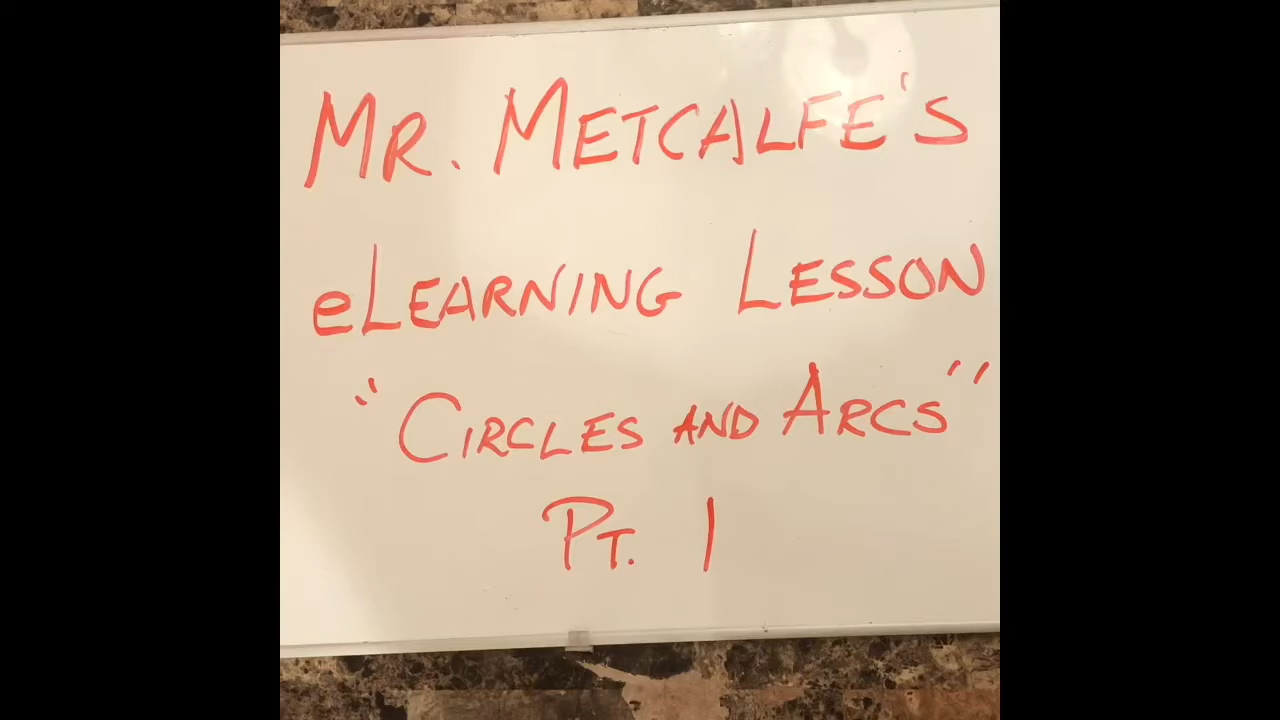 Mr. Metcalfe's
eLearning Lesson
"Circles and Arcs"
Pt. 1